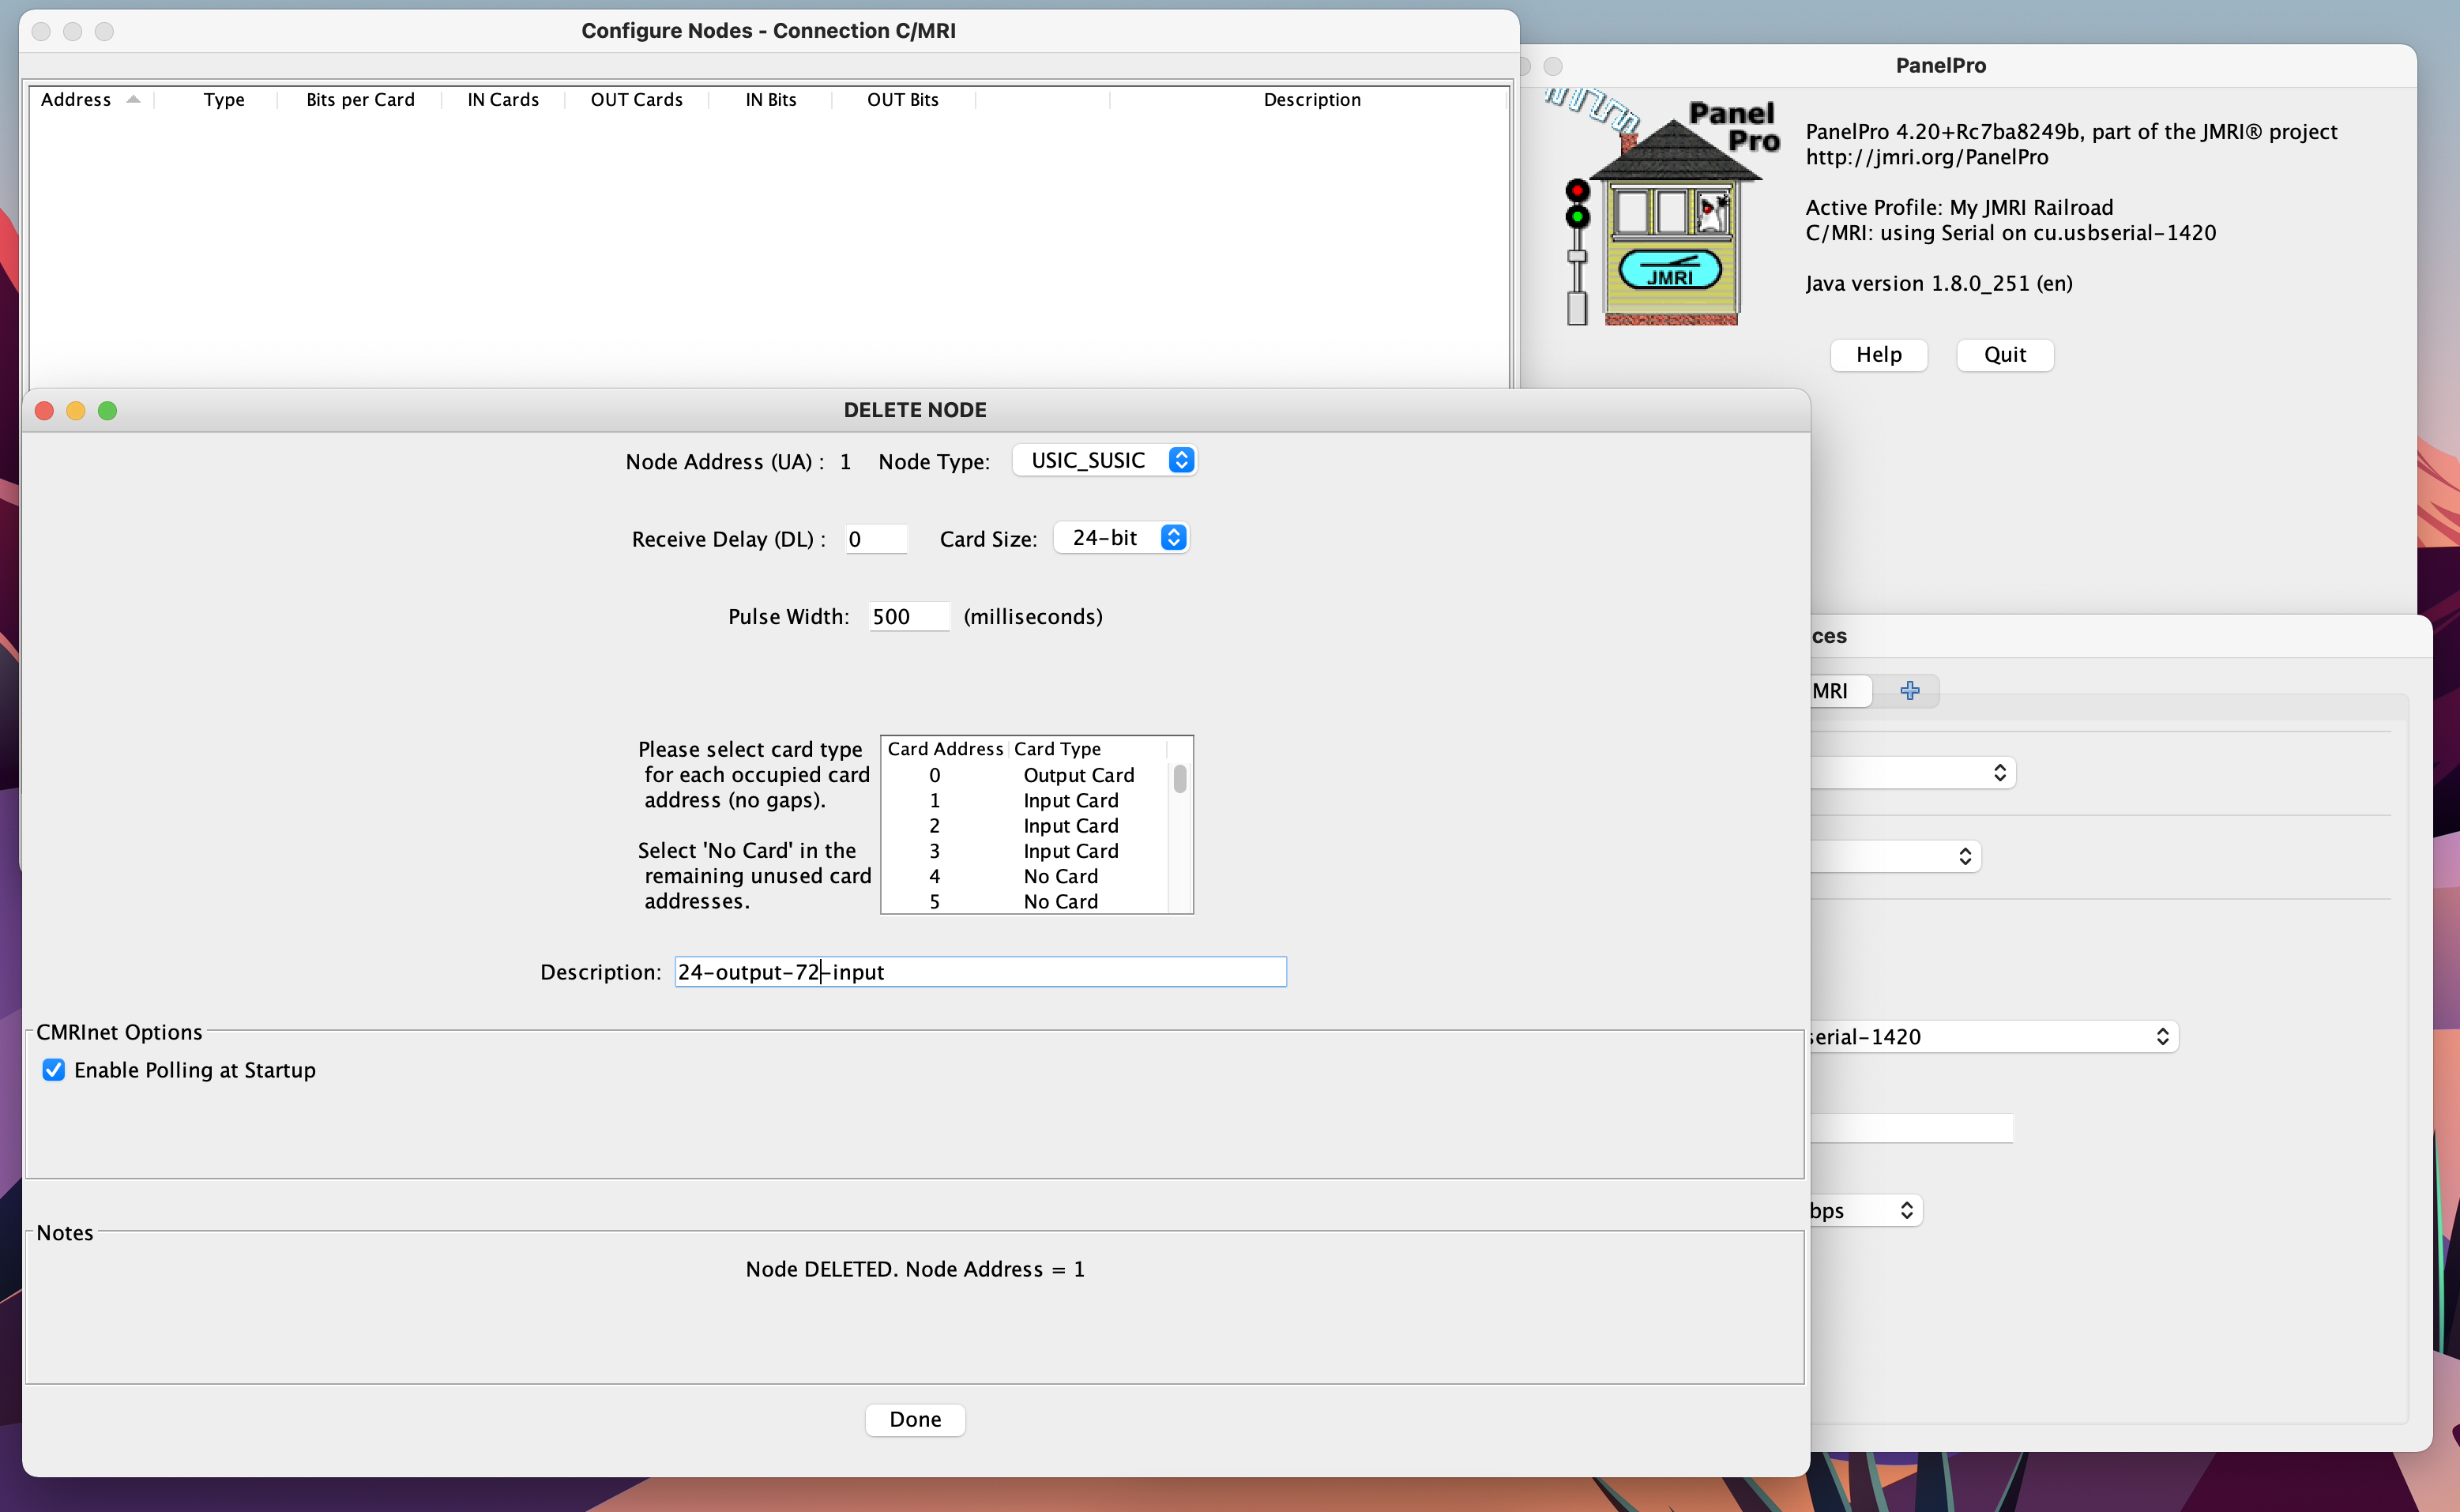 Configure Nodes - Connection C/MRI
Address Type Bits per Card IN Cards OUT Cards IN Bits OUT Bits Description
PanelPro
Panel
Pro
JMRI
PanelPro 4.20+Rc7ba8249b, part of the JMRI® project
http://jmri.org/PanelPro
Active Profile: My JMRI Railroad
C/MRI: using Serial on cu.usbserial-1420
Java version 1.8.0_251 (en)
Help Quit
DELETE NODE
Node Address (UA) : 1 Node Type: USIC_SUSIC
Receive Delay (DL) : 0 Card Size: 24-bit
Pulse Width: 500 (milliseconds)
Please select card type
for each occupied card
address (no gaps).
Select 'No Card' in the
remaining unused card
addresses.
Card Address Card Type
0 Output Card
1 Input Card
2 Input Card
3 Input Card
4 No Card
5 No Card
Description: 24-output-72-input
CMRInet Options
Enable Polling at Startup
Notes
Node DELETED. Node Address = 1
Done
ces
MRI
serial-1420
bps